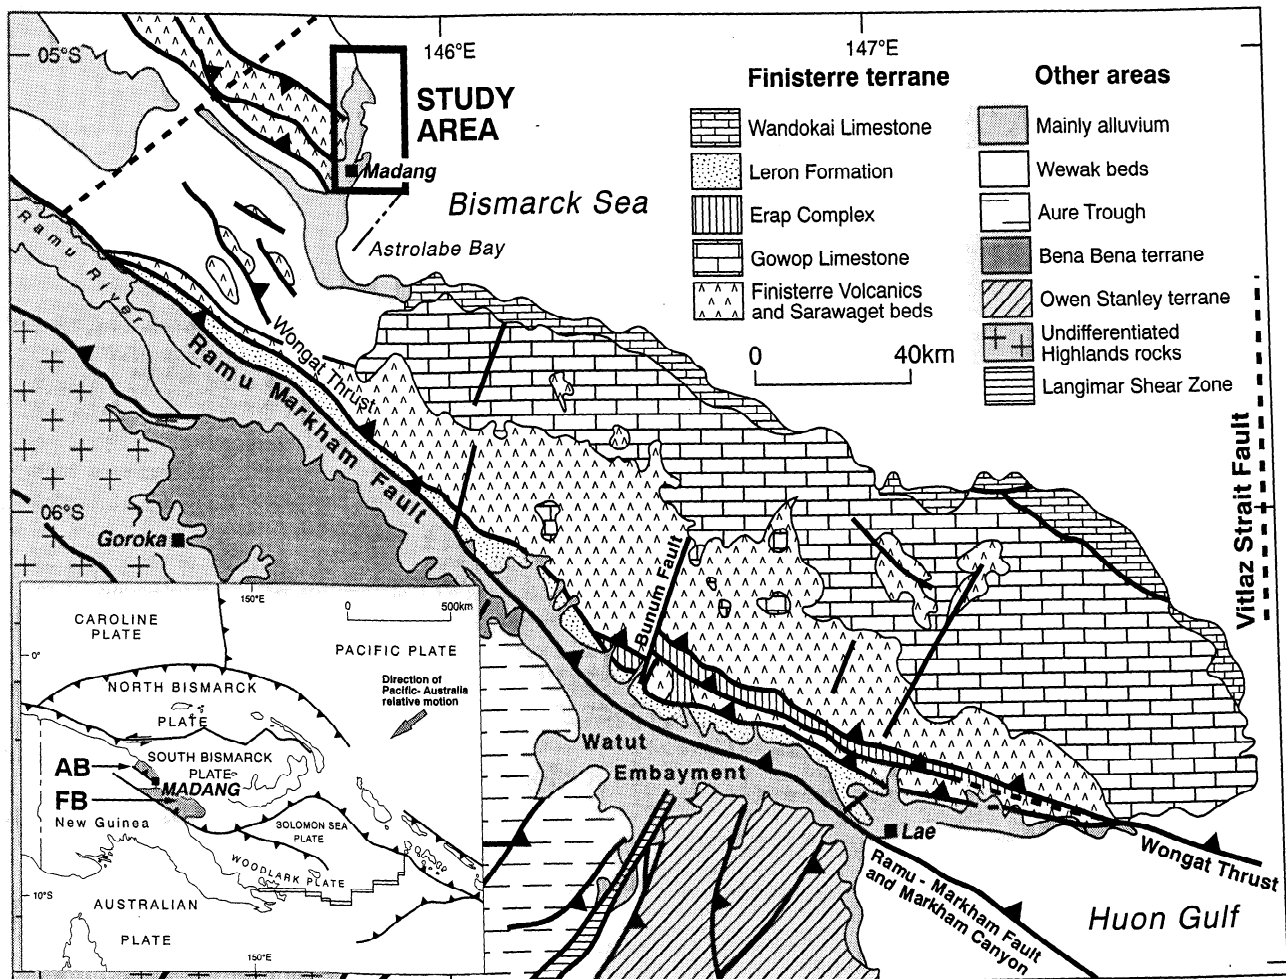 05°S
146°E
147°E
STUDY
AREA
Madang
Bismarck Sea
Astrolabe Bay
Finisterre terrane
Wandokai Limestone
Leron Formation
Erap Complex
Gowop Limestone
Finisterre Volcanics
and Sarawaget beds
0 40km
Other areas
Mainly alluvium
Wewak beds
Aure Trough
Bena Bena terrane
Owen Stanley terrane
Undifferentiated
Highlands rocks
Langimar Shear Zone
Vitlaz Strait Fault
Ramu River
Wongat Thrust
Ramu Markham Fault
06°S
Goroka
Bunum Fault
Watut
Embayment
Lae
Wongat Thrust
Ramu - Markham Fault
and Markham Canyon
Huon Gulf
150°E
0 500km
CAROLINE
PLATE
PACIFIC PLATE
0°
NORTH BISMARCK
PLATE
Direction of
Pacific- Australia
relative motion
SOUTH BISMARCK
PLATE
AB
MADANG
FB
New Guinea
SOLOMON SEA
PLATE
WOODLARK PLATE
10°S
AUSTRALIAN
PLATE
150°E